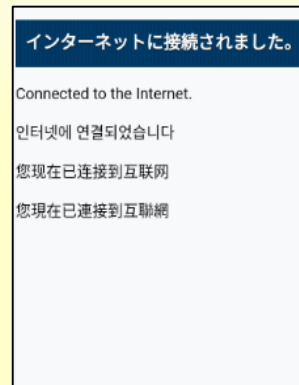 インターネットに接続されました。
Connected to the Internet.
인터넷에 연결되었습니다
您现在已连接到互联网
您現在已連接到互聯網